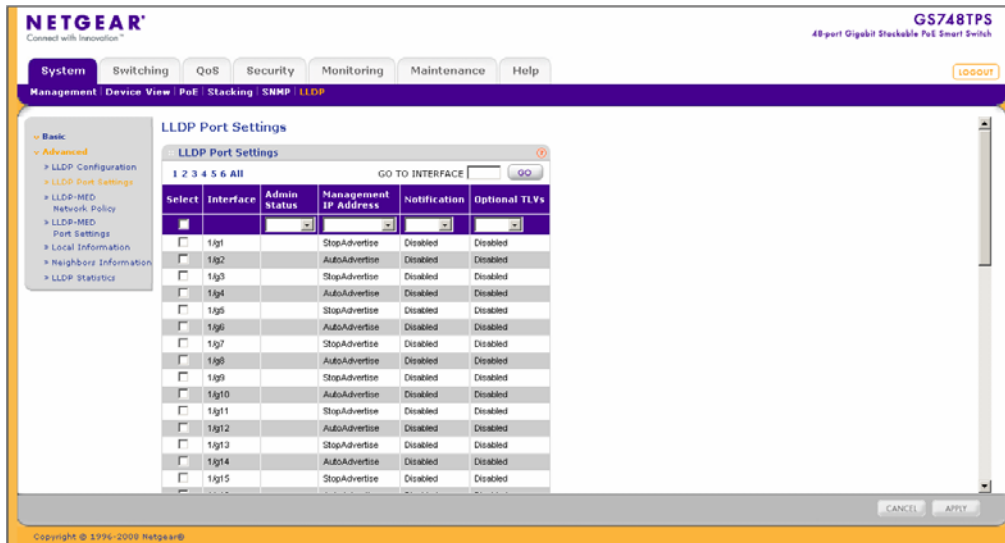 NETGEAR®
Connect with Innovation™
GS748TPS
48-port Gigabit Stackable PoE Smart Switch
System Switching QoS Security Monitoring Maintenance Help
LOGOUT
Management | Device View | PoE | Stacking | SNMP | LLDP
Basic
Advanced
» LLDP Configuration
» LLDP Port Settings
» LLDP-MED
Network Policy
» LLDP-MED
Port Settings
» Local Information
» Neighbors Information
» LLDP Statistics
LLDP Port Settings
LLDP Port Settings
1 2 3 4 5 6 All GO TO INTERFACE GO
Select Interface Admin Status Management IP Address Notification Optional TLVs
1/g1 StopAdvertise Disabled Disabled
1/g2 AutoAdvertise Disabled Disabled
1/g3 StopAdvertise Disabled Disabled
1/g4 AutoAdvertise Disabled Disabled
1/g5 StopAdvertise Disabled Disabled
1/g6 AutoAdvertise Disabled Disabled
1/g7 StopAdvertise Disabled Disabled
1/g8 AutoAdvertise Disabled Disabled
1/g9 StopAdvertise Disabled Disabled
1/g10 AutoAdvertise Disabled Disabled
1/g11 StopAdvertise Disabled Disabled
1/g12 AutoAdvertise Disabled Disabled
1/g13 StopAdvertise Disabled Disabled
1/g14 AutoAdvertise Disabled Disabled
1/g15 StopAdvertise Disabled Disabled
CANCEL APPLY
Copyright © 1996-2008 Netgear®